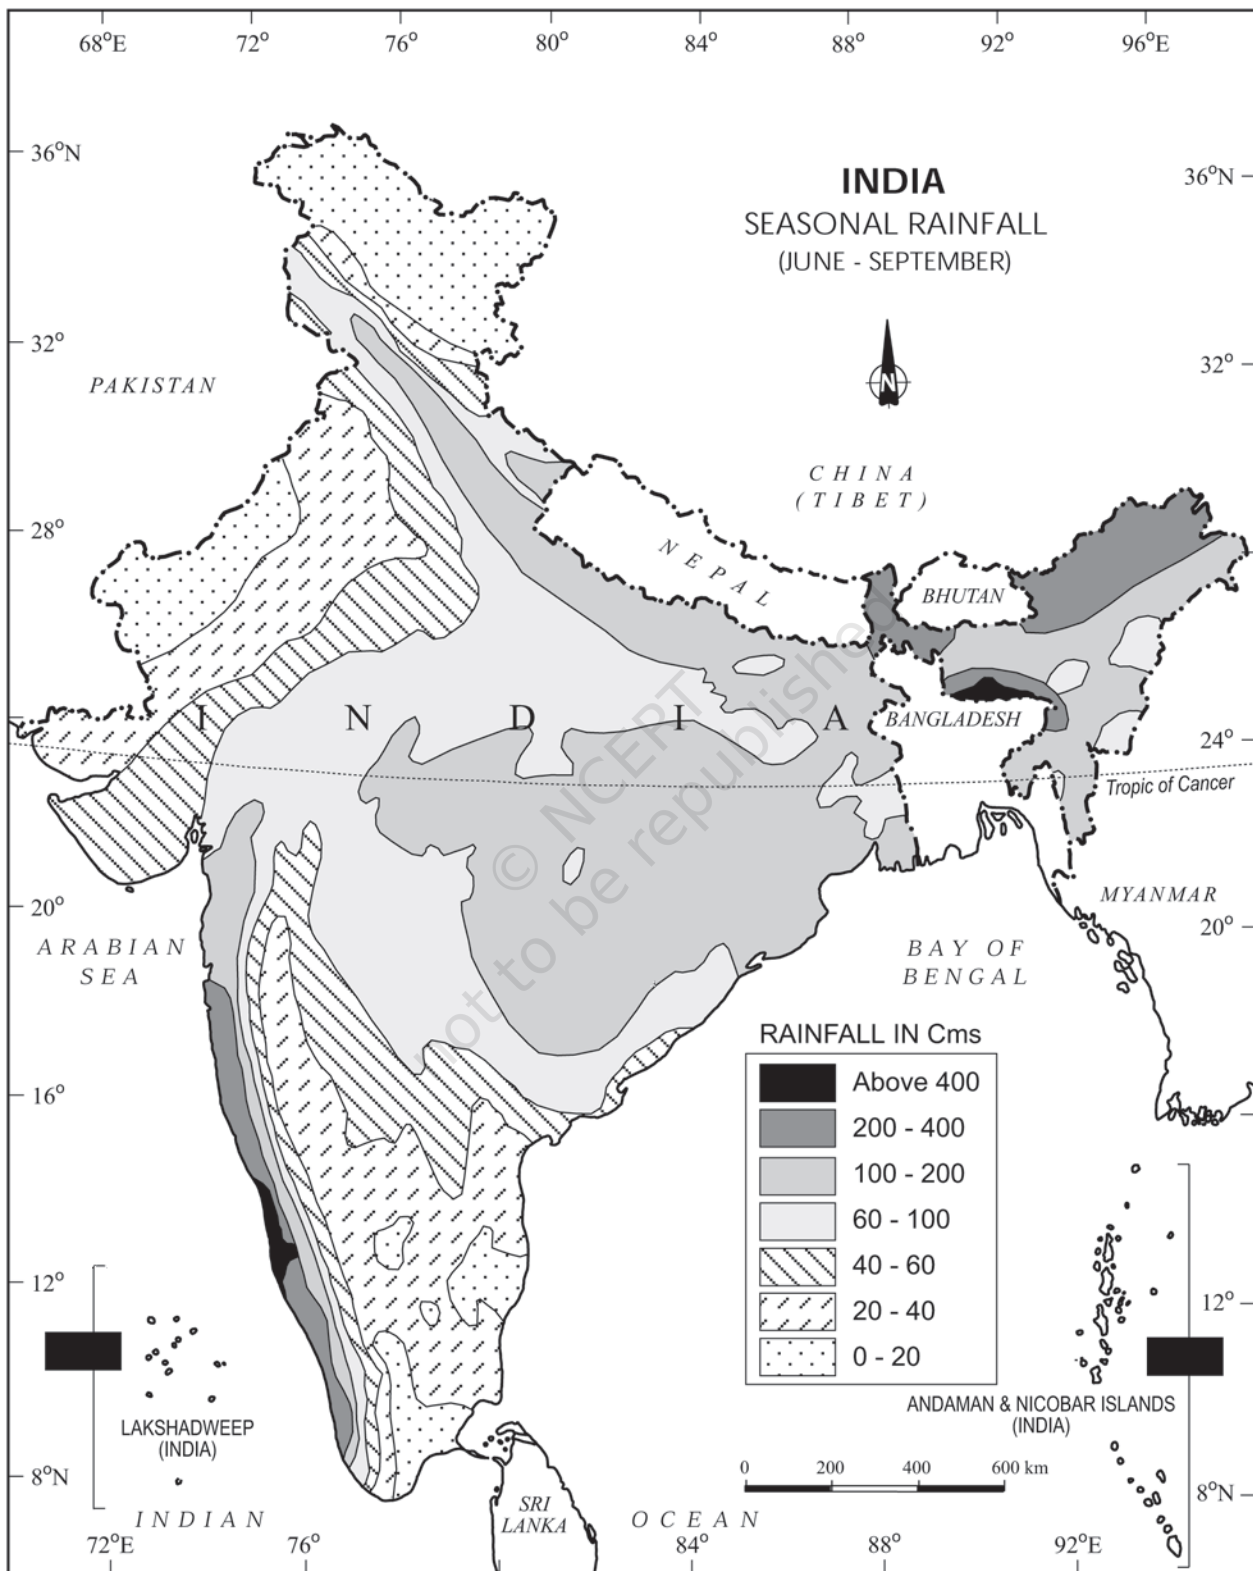 68°E 72° 76° 80° 84° 88° 92° 96°E
36°N
36°N
INDIA
SEASONAL RAINFALL
(JUNE - SEPTEMBER)
32°
32°
N
PAKISTAN
CHINA
(TIBET)
28°
NEPAL
BHUTAN
© NCERT
not to be republished
I N D I A
BANGLADESH
24°
Tropic of Cancer
20°
20°
MYANMAR
ARABIAN
SEA
BAY OF
BENGAL
RAINFALL IN Cms
Above 400
200 - 400
100 - 200
60 - 100
40 - 60
20 - 40
0 - 20
16°
12°
12°
LAKSHADWEEP
(INDIA)
ANDAMAN & NICOBAR ISLANDS
(INDIA)
0 200 400 600 km
8°N
8°N
SRI
LANKA
INDIAN OCEAN
72° 76° 84° 88° 92°E